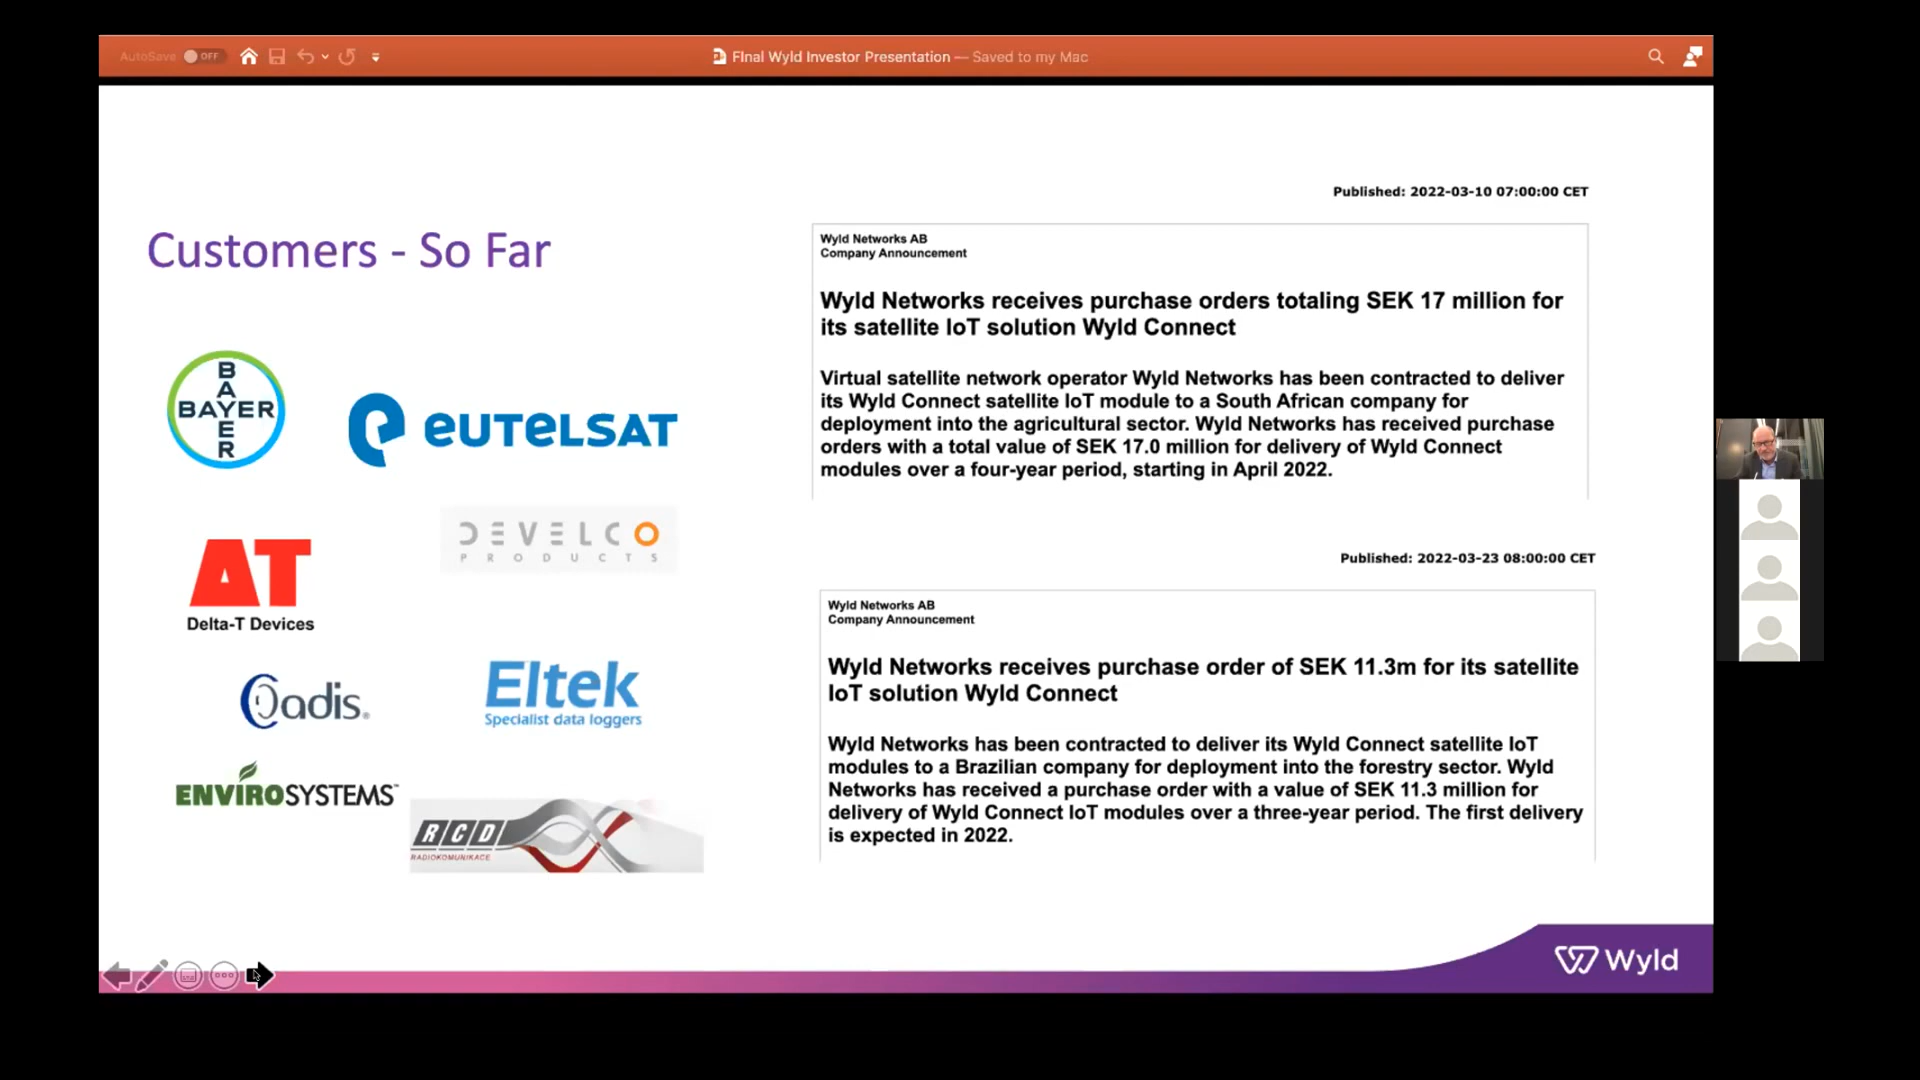 AutoSave OFF
FInal Wyld Investor Presentation — Saved to my Mac
Customers - So Far
BAYER
BAYER
eutelsat
DEVELCO
PRODUCTS
AT
Delta-T Devices
adis
Eltek
Specialist data loggers
ENVIROSYSTEMS™
RCD
RADIOKOMUNIKACE
Published: 2022-03-10 07:00:00 CET
Wyld Networks AB
Company Announcement
Wyld Networks receives purchase orders totaling SEK 17 million for
its satellite IoT solution Wyld Connect
Virtual satellite network operator Wyld Networks has been contracted to deliver
its Wyld Connect satellite IoT module to a South African company for
deployment into the agricultural sector. Wyld Networks has received purchase
orders with a total value of SEK 17.0 million for delivery of Wyld Connect
modules over a four-year period, starting in April 2022.
Published: 2022-03-23 08:00:00 CET
Wyld Networks AB
Company Announcement
Wyld Networks receives purchase order of SEK 11.3m for its satellite
IoT solution Wyld Connect
Wyld Networks has been contracted to deliver its Wyld Connect satellite IoT
modules to a Brazilian company for deployment into the forestry sector. Wyld
Networks has received a purchase order with a value of SEK 11.3 million for
delivery of Wyld Connect IoT modules over a three-year period. The first delivery
is expected in 2022.
Wyld